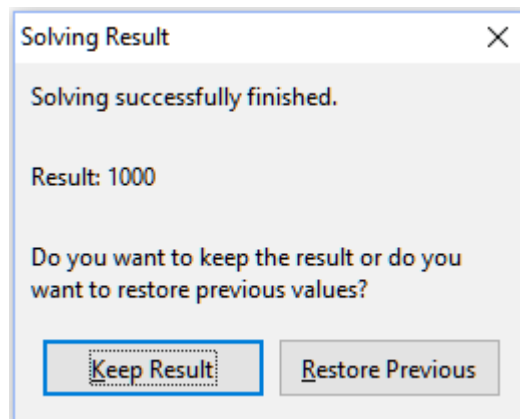 Solving Result
Solving successfully finished.
Result: 1000
Do you want to keep the result or do you
want to restore previous values?
Keep Result
Restore Previous